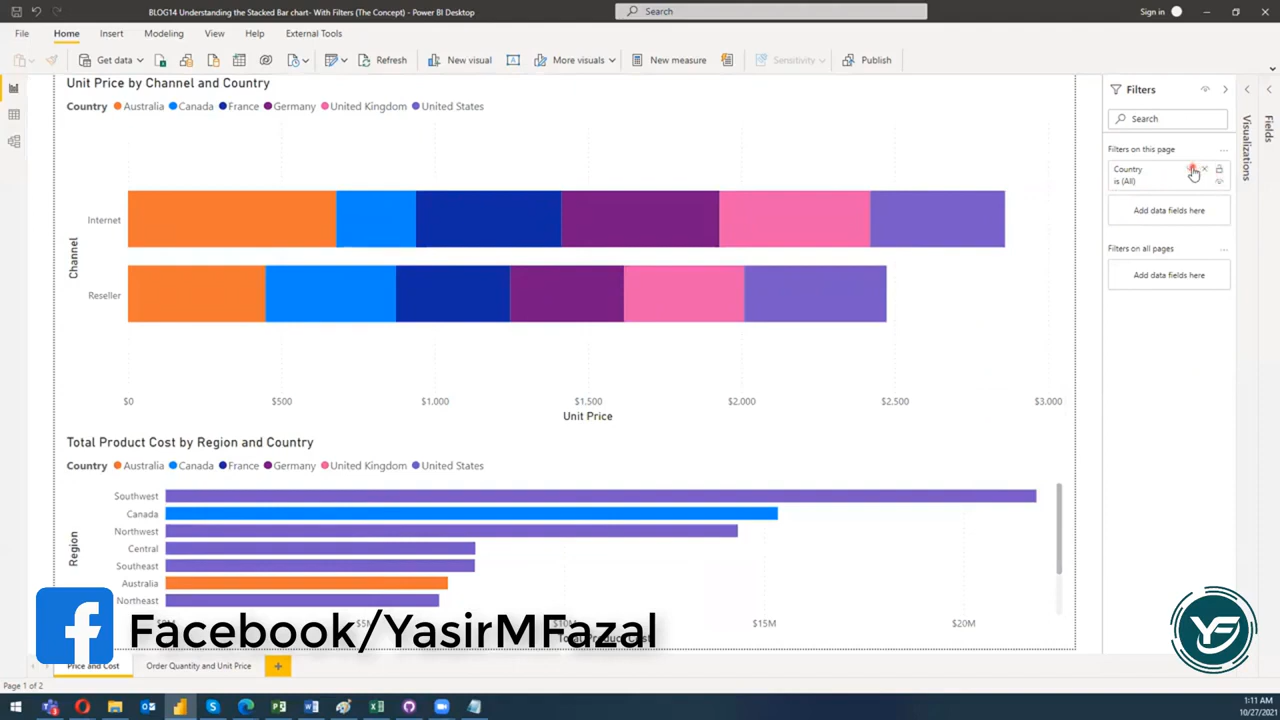 BLOG14 Understanding the Stacked Bar chart- With Filters (The Concept) - Power BI Desktop
Search
Sign in
File
Home
Insert
Modeling
View
Help
External Tools
Get data
Refresh
New visual
More visuals
New measure
Sensitivity
Publish
Unit Price by Channel and Country
Country Australia Canada France Germany United Kingdom United States
Internet
Reseller
Channel
$0 $500 $1.000 $1.500 $2.000 $2.500 $3.000
Unit Price
Total Product Cost by Region and Country
Country Australia Canada France Germany United Kingdom United States
Southwest
Canada
Northwest
Central
Southeast
Australia
Northeast
Region
$15M $20M
Facebook/YasirMFazal
YF
Price and Cost
Order Quantity and Unit Price
Page 1 of 2
Filters
Search
Filters on this page
Country
is (All)
Add data fields here
Filters on all pages
Add data fields here
Visualizations
Fields
1:11 AM
10/27/2021